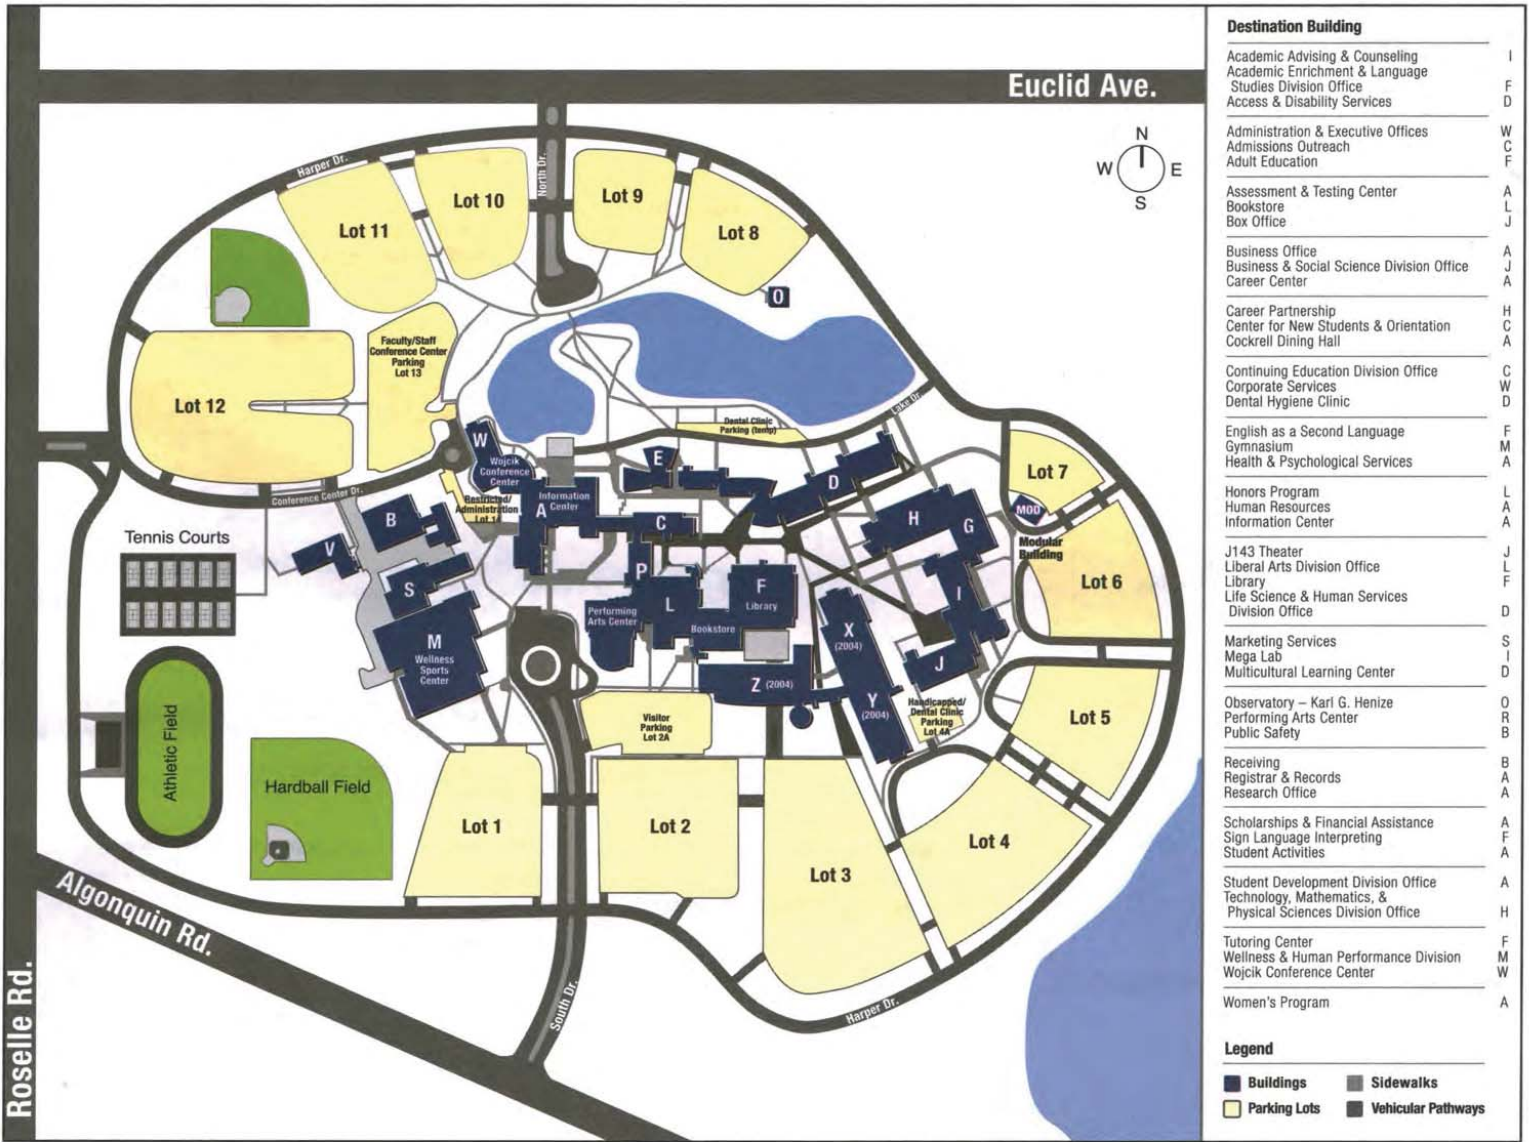 Euclid Ave.
N
W E
S
Harper Dr.
North Dr.
Lot 11
Lot 10
Lot 9
Lot 8
O
Faculty/Staff
Conference Center
Parking
Lot 13
Lot 12
Dental Clinic
Parking (temp)
Lake Dr.
W
Wojcik
Conference
Center
E
D
Lot 7
Conference Center Dr.
Restricted/
Administration
Lot 14
Information
Center
A
C
H
G
MOD
Modular
Building
Tennis Courts
B
V
S
P
F
Library
I
Lot 6
Performing
Arts Center
L
Bookstore
X
(2004)
J
M
Wellness
Sports
Center
Z (2004)
Y
(2004)
Handicapped/
Dental Clinic
Parking
Lot 4A
Lot 5
Visitor
Parking
Lot 2A
Athletic Field
Hardball Field
Lot 1
Lot 2
Lot 3
Lot 4
Algonquin Rd.
Roselle Rd.
South Dr.
Harper Dr.
Destination Building
Academic Advising & Counseling I
Academic Enrichment & Language
Studies Division Office F
Access & Disability Services D
Administration & Executive Offices W
Admissions Outreach C
Adult Education F
Assessment & Testing Center A
Bookstore L
Box Office J
Business Office A
Business & Social Science Division Office J
Career Center A
Career Partnership H
Center for New Students & Orientation C
Cockrell Dining Hall A
Continuing Education Division Office C
Corporate Services W
Dental Hygiene Clinic D
English as a Second Language F
Gymnasium M
Health & Psychological Services A
Honors Program L
Human Resources A
Information Center A
J143 Theater J
Liberal Arts Division Office L
Library F
Life Science & Human Services
Division Office D
Marketing Services S
Mega Lab I
Multicultural Learning Center D
Observatory – Karl G. Henize O
Performing Arts Center R
Public Safety B
Receiving B
Registrar & Records A
Research Office A
Scholarships & Financial Assistance A
Sign Language Interpreting F
Student Activities A
Student Development Division Office A
Technology, Mathematics, &
Physical Sciences Division Office H
Tutoring Center F
Wellness & Human Performance Division M
Wojcik Conference Center W
Women's Program A
Legend
Buildings
Sidewalks
Parking Lots
Vehicular Pathways